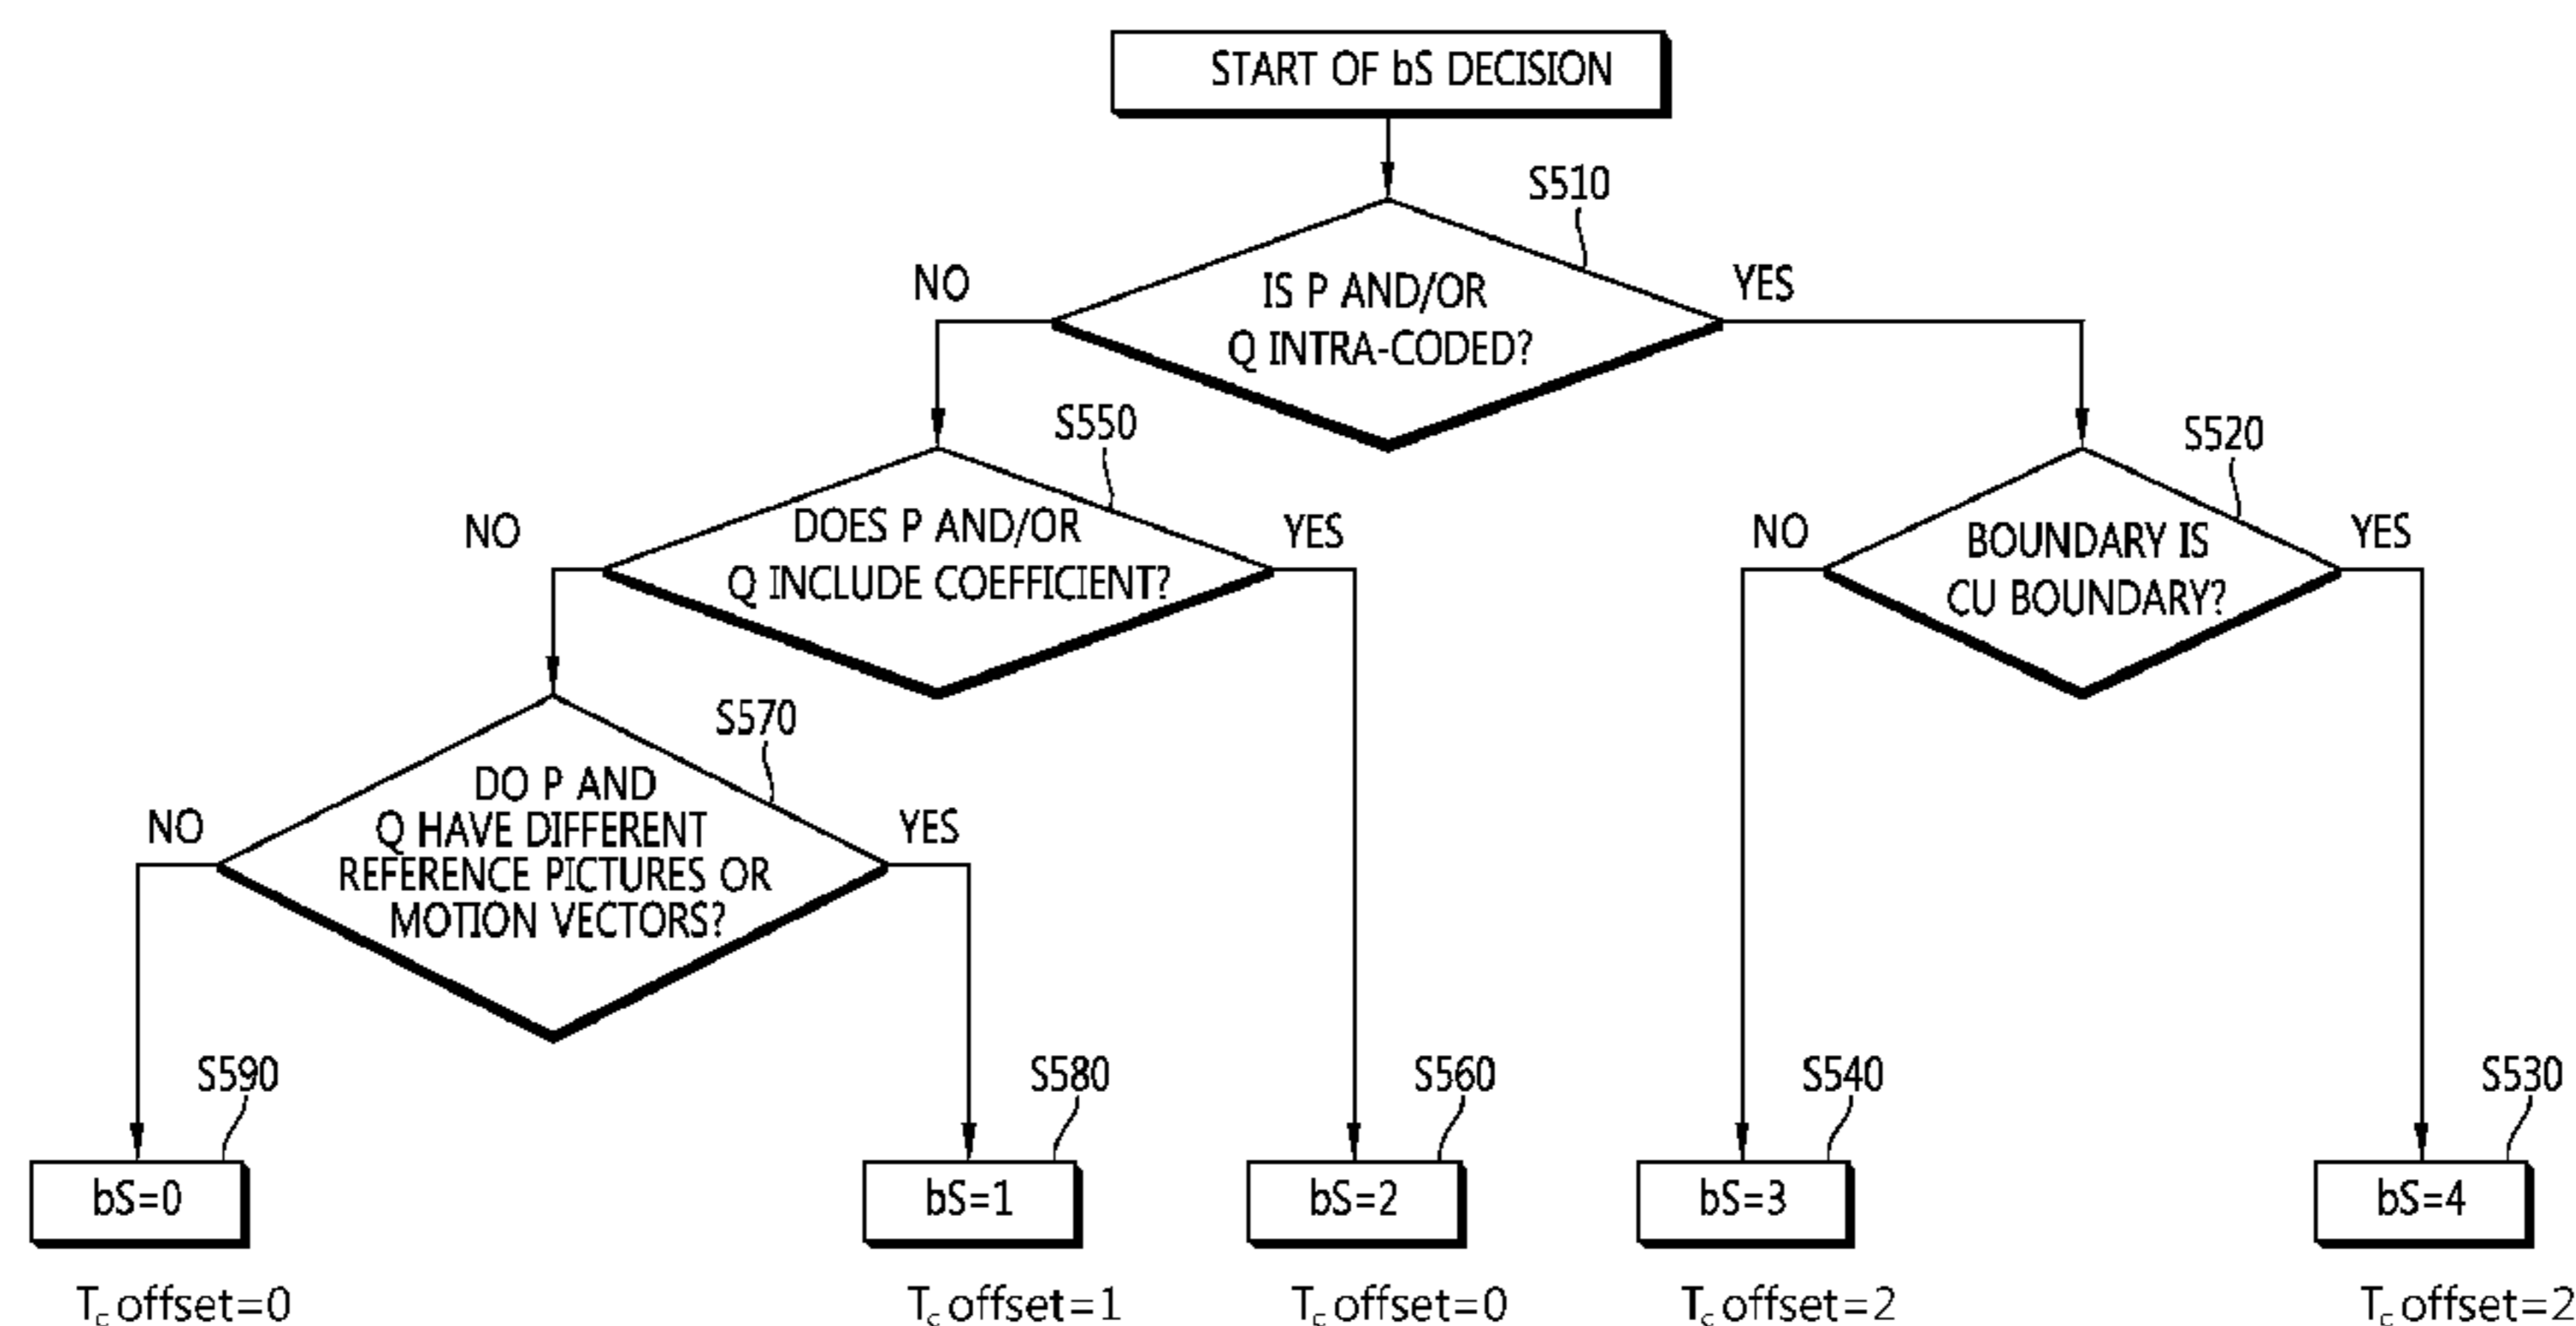 START OF bS DECISION
S510
NO
IS P AND/OR
Q INTRA-CODED?
YES
S550
NO
DOES P AND/OR
Q INCLUDE COEFFICIENT?
YES
S520
NO
BOUNDARY IS
CU BOUNDARY?
YES
S570
NO
DO P AND
Q HAVE DIFFERENT
REFERENCE PICTURES OR
MOTION VECTORS?
YES
S590
S580
S560
S540
S530
bS=0
bS=1
bS=2
bS=3
bS=4
Tc offset=0
Tc offset=1
Tc offset=0
Tc offset=2
Tc offset=2